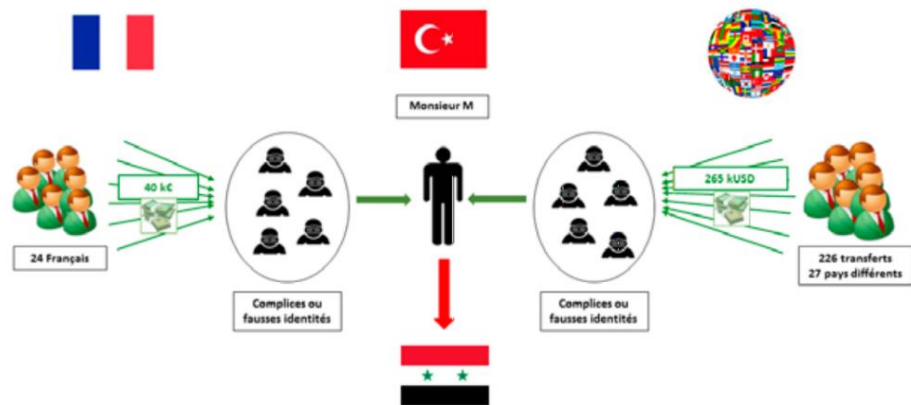 Monsieur M
40 k€
265 kUSD
24 Français
226 transferts
27 pays différents
Complices ou
fausses identités
Complices ou
fausses identités